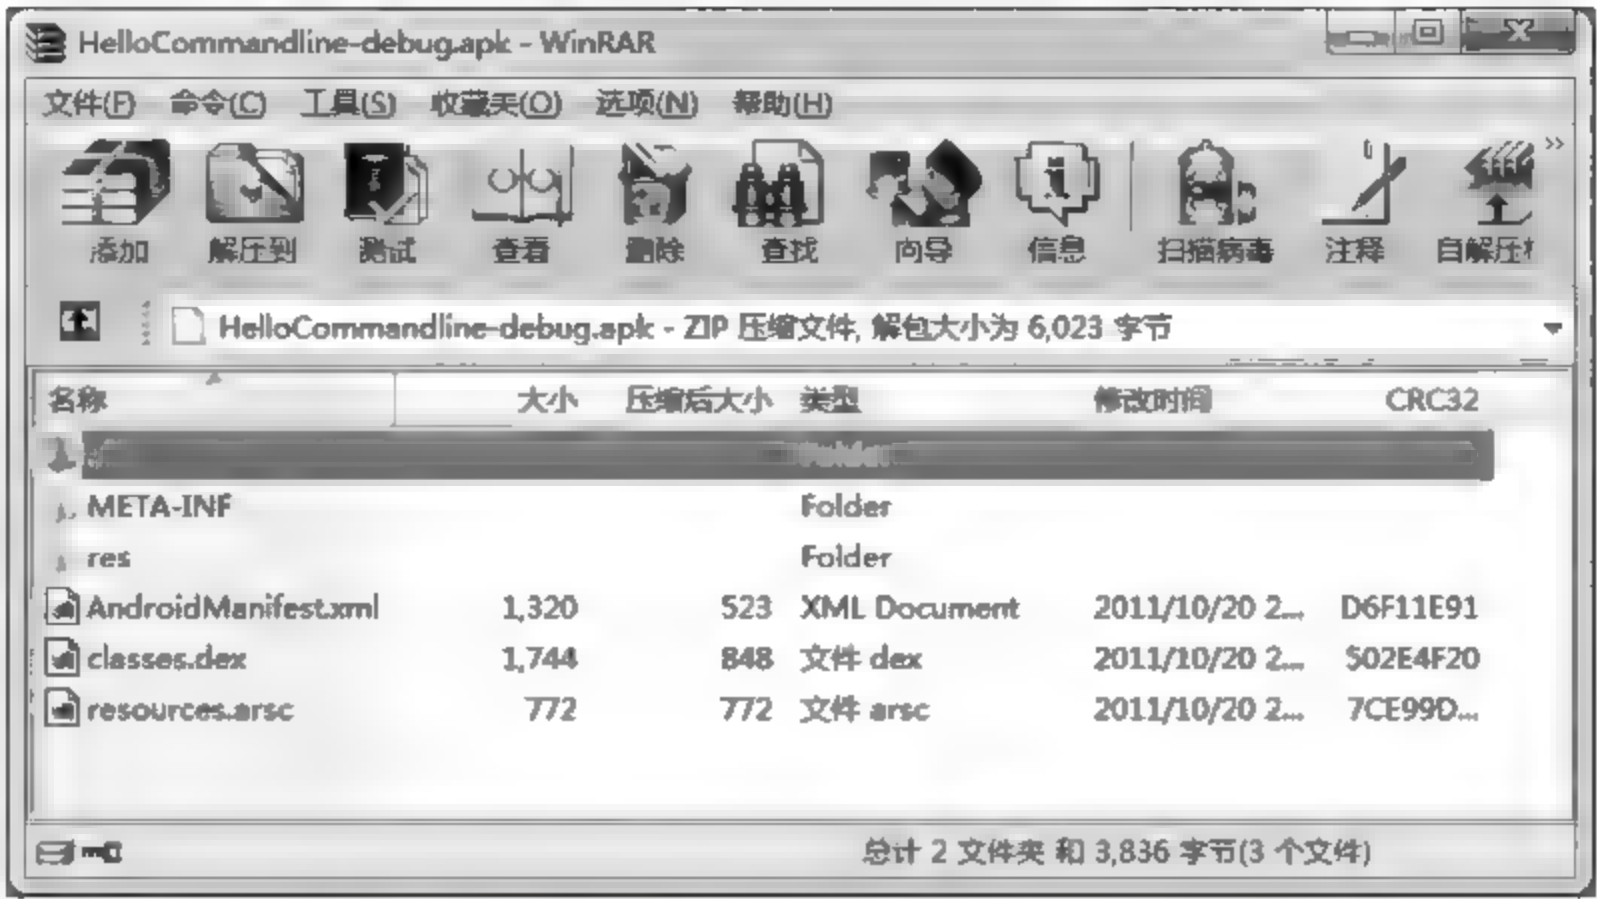 HelloCommandline-debug.apk - WinRAR
文件(F) 命令(C) 工具(S) 收藏夹(O) 选项(N) 帮助(H)
添加 解压到 测试 查看 删除 查找 向导 信息 扫描病毒 注释 自解压
HelloCommandline-debug.apk - ZIP 压缩文件, 解包大小为 6,023 字节
名称 大小 压缩后大小 类型 修改时间 CRC32
META-INF Folder
res Folder
AndroidManifest.xml 1,320 523 XML Document 2011/10/20 2... D6F11E91
classes.dex 1,744 848 文件 dex 2011/10/20 2... 502E4F20
resources.arsc 772 772 文件 arsc 2011/10/20 2... 7CE99D...
总计 2 文件夹 和 3,836 字节(3 个文件)